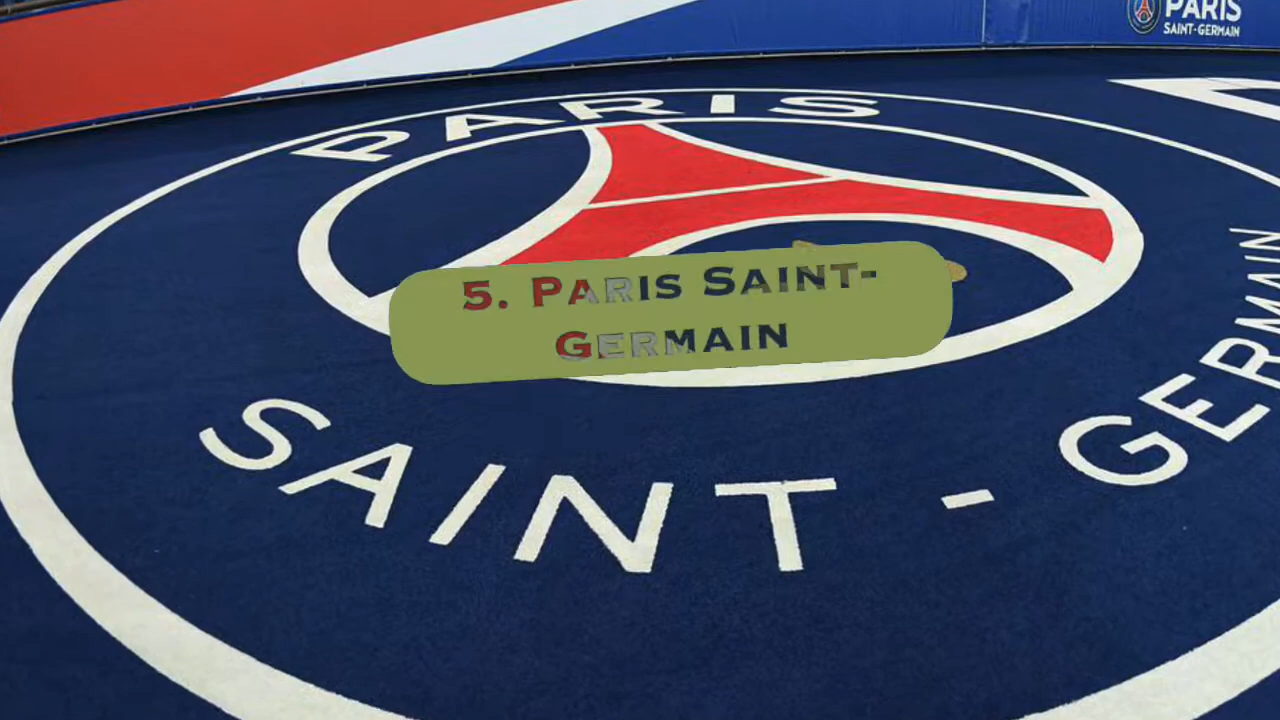 PARIS
SAINT-GERMAIN
PARIS
5. PARIS SAINT-
GERMAIN
SAINT - GERMAIN